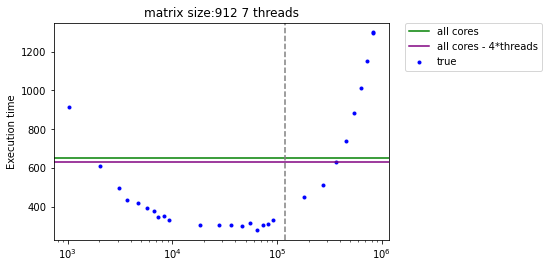 matrix size:912 7 threads
all cores
all cores - 4*threads
true
Execution time
1200
1000
800
600
400
10³ 10⁴ 10⁵ 10⁶